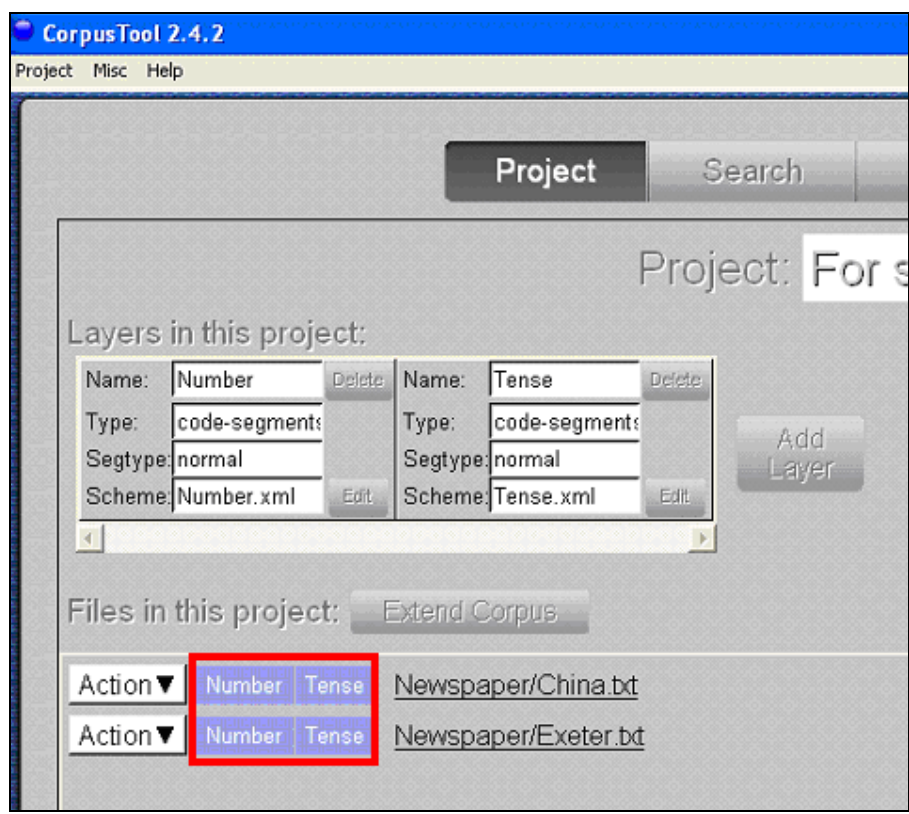 CorpusTool 2.4.2
Project Misc Help
Project Search
Project: For s
Layers in this project:
Name: Number Delete Name: Tense Delete
Type: code-segments Type: code-segments
Segtype: normal Segtype: normal
Scheme: Number.xml Edit Scheme: Tense.xml Edit
Add
Layer
Files in this project: Extend Corpus
Action▼ Number Tense Newspaper/China.txt
Action▼ Number Tense Newspaper/Exeter.txt